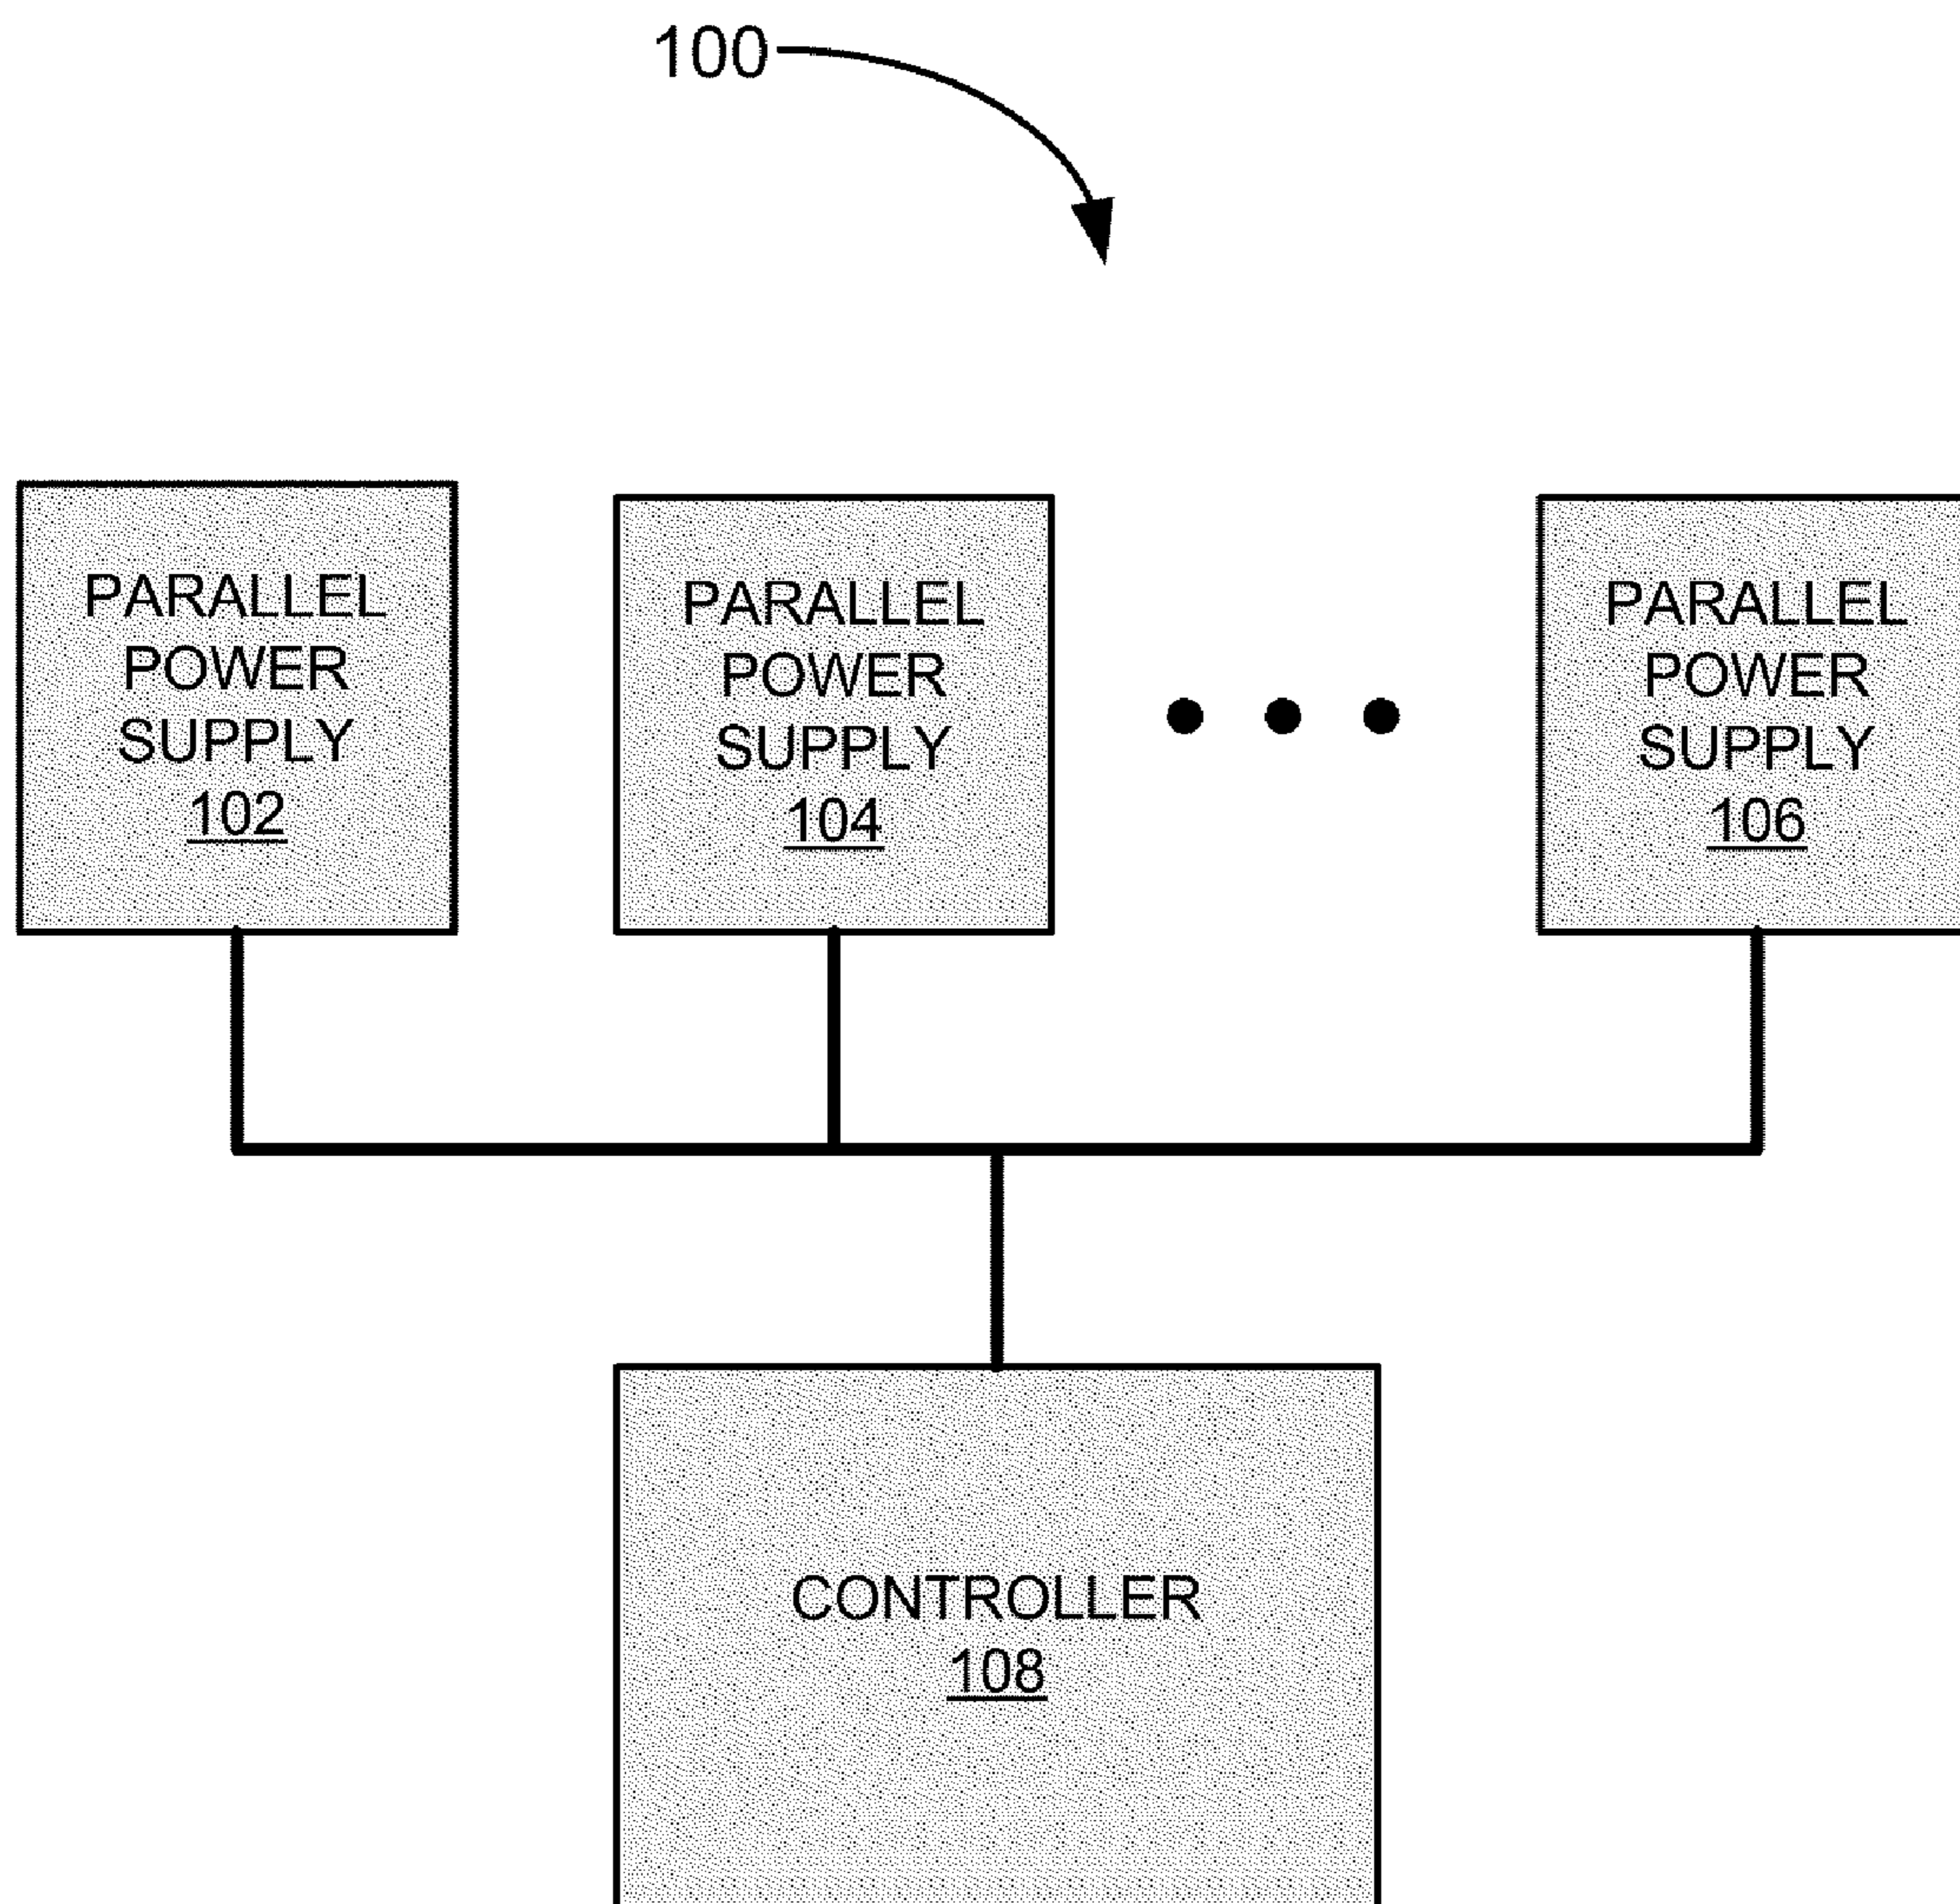 100
PARALLEL
POWER
SUPPLY
102
PARALLEL
POWER
SUPPLY
104
PARALLEL
POWER
SUPPLY
106
CONTROLLER
108